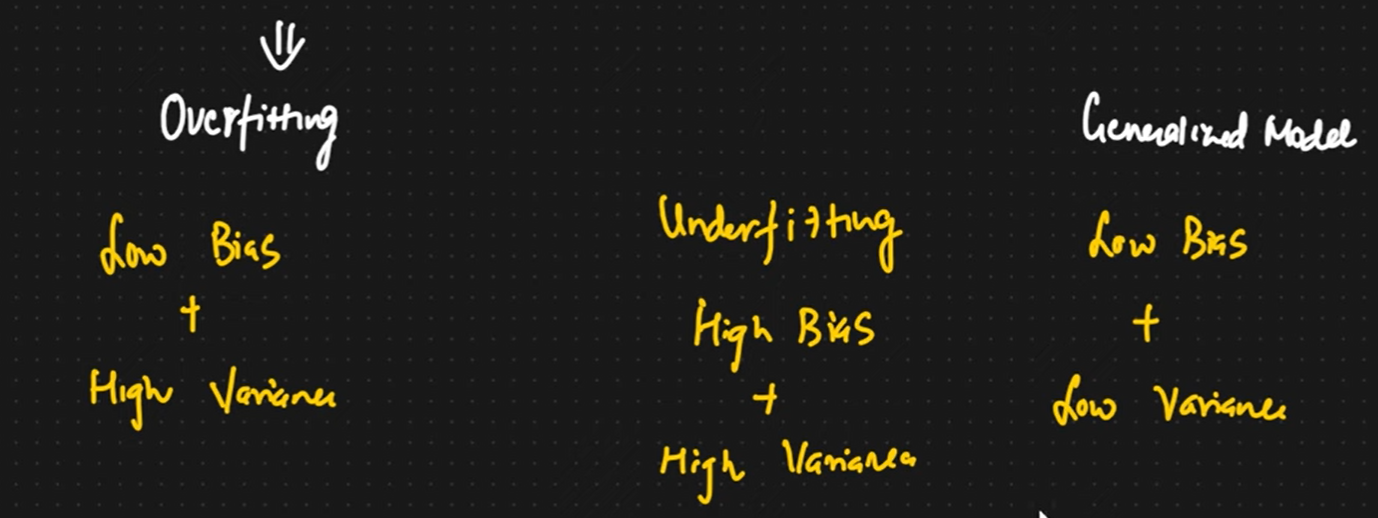 Overfitting
Low Bias
+
High Variance
Underfitting
High Bias
+
High Variance
Generalized Model
Low Bias
+
Low Variance